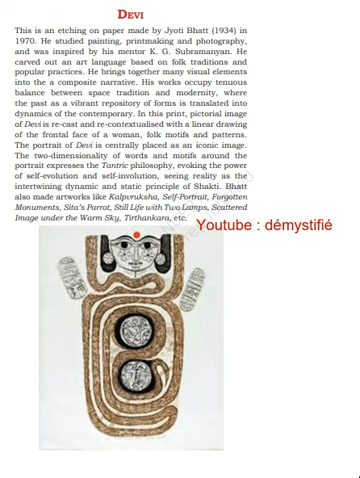 DEVI
This is an etching on paper made by Jyoti Bhatt (1934) in
1970. He studied painting, printmaking and photography,
and was inspired by his mentor K. G. Subramanyan. He
carved out an art language based on folk traditions and
popular practices. He brings together many visual elements
into the a composite narrative. His works occupy tenuous
balance between space tradition and modernity, where
the past as a vibrant repository of forms is translated into
dynamics of the contemporary. In this print, pictorial image
of Devi is re-cast and re-contextualised with a linear drawing
of the frontal face of a woman, folk motifs and patterns.
The portrait of Devi is centrally placed as an iconic image.
The two-dimensionality of words and motifs around the
portrait expresses the Tantric philosophy, evoking the power
of self-evolution and self-involution, seeing reality as the
intertwining dynamic and static principle of Shakti. Bhatt
also made artworks like Kalpvruksha, Self-Portrait, Forgotten
Monuments, Sita's Parrot, Still Life with Two Lamps, Scattered
Image under the Warm Sky, Tirthankara, etc.
Youtube : démystifié